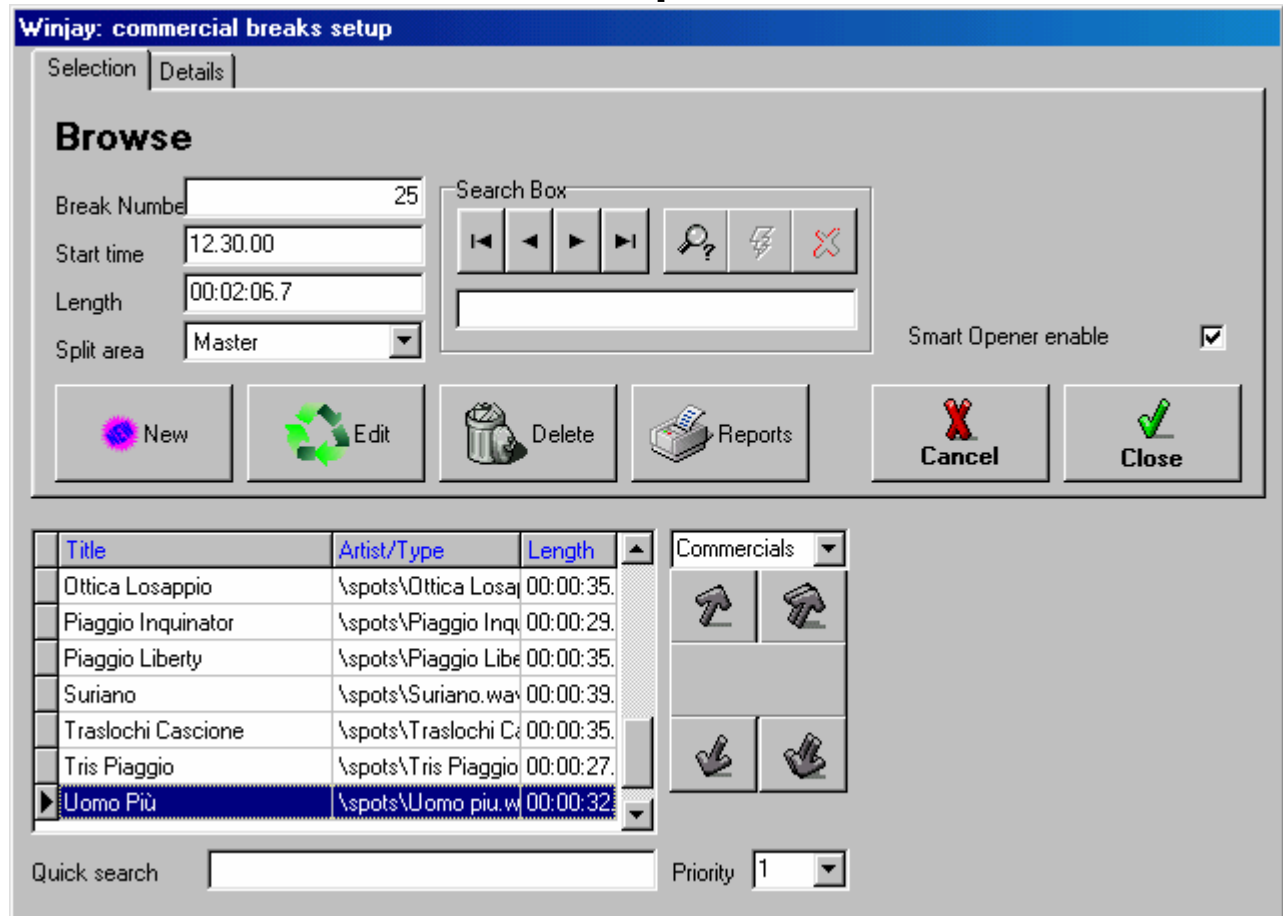 Winjay: commercial breaks setup
Selection Details
Browse
Break Numbe 25
Start time 12.30.00
Length 00:02:06.7
Split area Master
Search Box
Smart Opener enable
NEW New
Edit
Delete
Reports
Cancel
Close
Title Artist/Type Length
Ottica Losappio \spots\Ottica Losap 00:00:35.
Piaggio Inquinator \spots\Piaggio Inqu 00:00:29.
Piaggio Liberty \spots\Piaggio Libe 00:00:35.
Suriano \spots\Suriano.wav 00:00:39.
Traslochi Cascione \spots\Traslochi Ca 00:00:35.
Tris Piaggio \spots\Tris Piaggio 00:00:27.
Uomo Più \spots\Uomo piu.w 00:00:32.
Commercials
Quick search
Priority 1